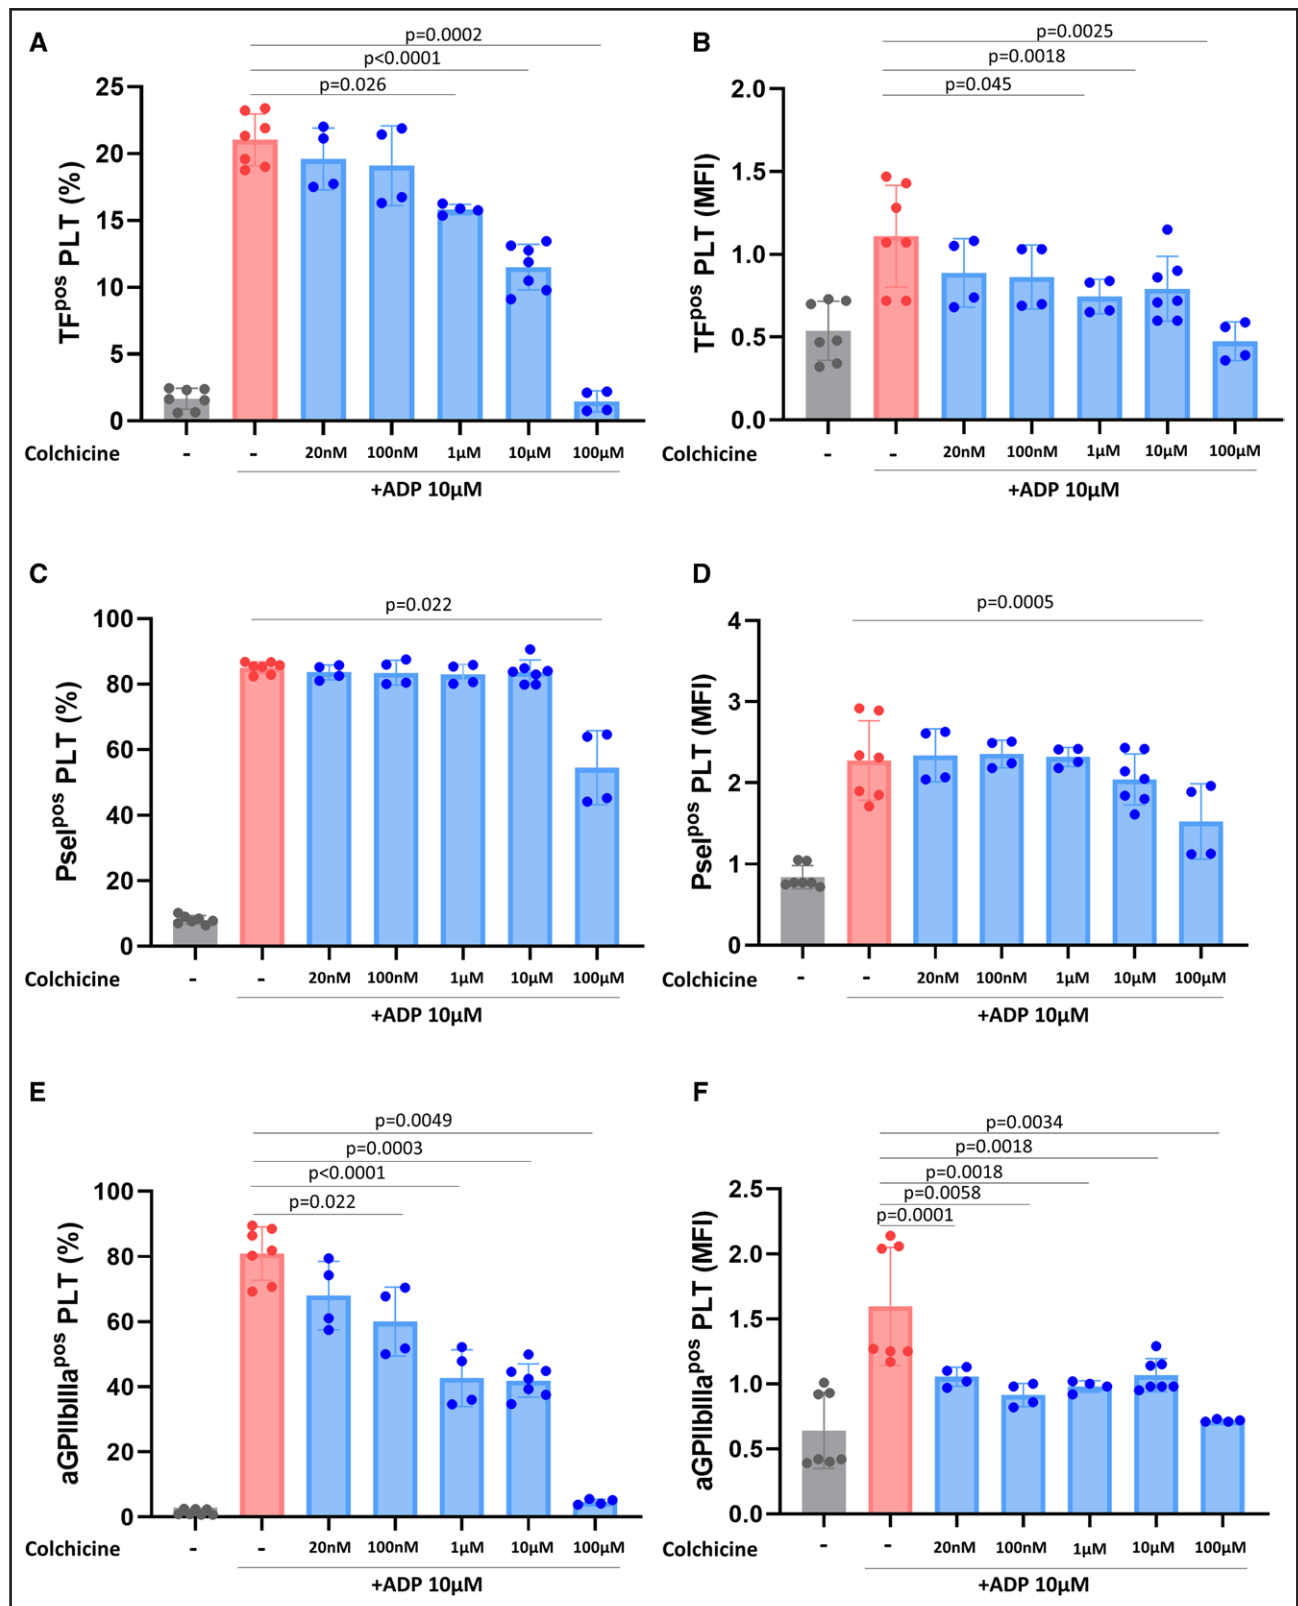 A
p=0.0002
p<0.0001
p=0.026
25
20
15
10
5
0
TFpos PLT (%)
Colchicine - - 20nM 100nM 1µM 10µM 100µM
+ADP 10µM
B
p=0.0025
p=0.0018
p=0.045
2.0
1.5
1.0
0.5
0.0
TFpos PLT (MFI)
Colchicine - - 20nM 100nM 1µM 10µM 100µM
+ADP 10µM
C
p=0.022
100
80
60
40
20
0
Pselpos PLT (%)
Colchicine - - 20nM 100nM 1µM 10µM 100µM
+ADP 10µM
D
p=0.0005
4
3
2
1
0
Pselpos PLT (MFI)
- - 20nM 100nM 1µM 10µM 100µM
+ADP 10µM
E
p=0.0049
p=0.0003
p<0.0001
p=0.022
100
80
60
40
20
0
aGPIIbIIIapos PLT (%)
Colchicine - - 20nM 100nM 1µM 10µM 100µM
+ADP 10µM
F
p=0.0034
p=0.0018
p=0.0018
p=0.0058
p=0.0001
2.5
2.0
1.5
1.0
0.5
0.0
aGPIIbIIIapos PLT (MFI)
Colchicine - - 20nM 100nM 1µM 10µM 100µM
+ADP 10µM